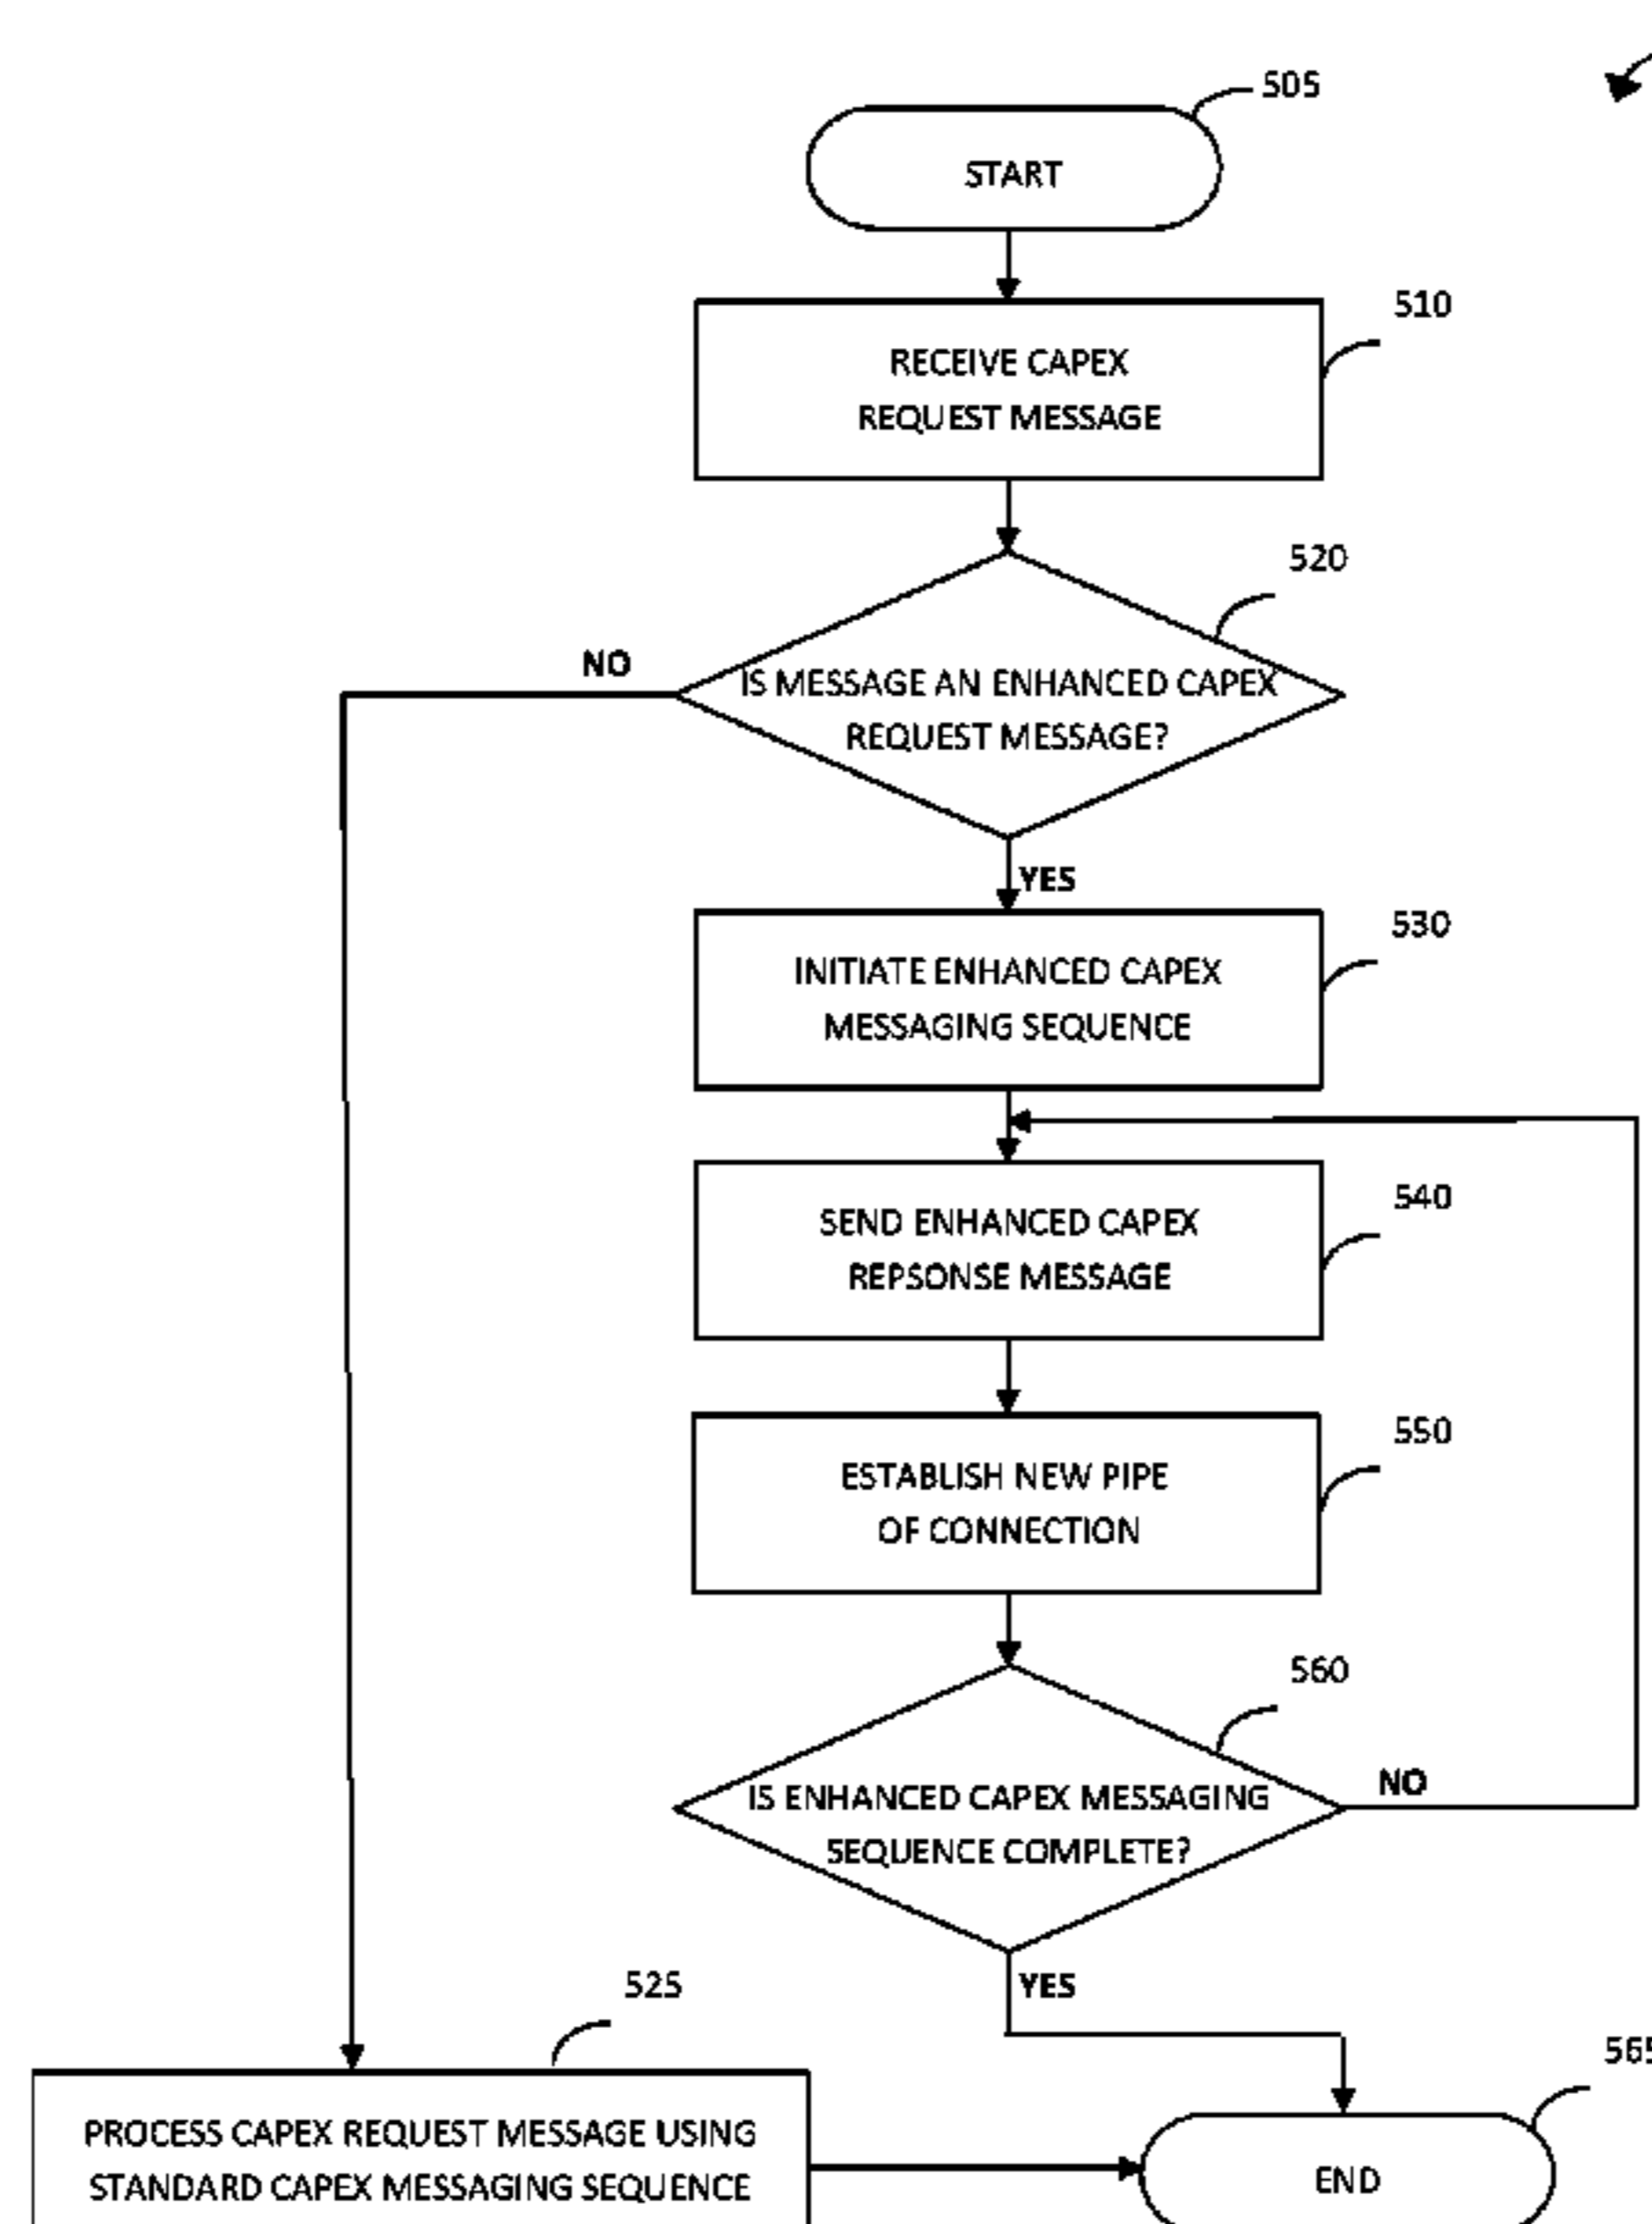 505
START
510
RECEIVE CAPEX
REQUEST MESSAGE
520
NO
IS MESSAGE AN ENHANCED CAPEX
REQUEST MESSAGE?
YES
530
INITIATE ENHANCED CAPEX
MESSAGING SEQUENCE
540
SEND ENHANCED CAPEX
REPSONSE MESSAGE
550
ESTABLISH NEW PIPE
OF CONNECTION
560
NO
IS ENHANCED CAPEX MESSAGING
SEQUENCE COMPLETE?
YES
525
565
PROCESS CAPEX REQUEST MESSAGE USING
STANDARD CAPEX MESSAGING SEQUENCE
END